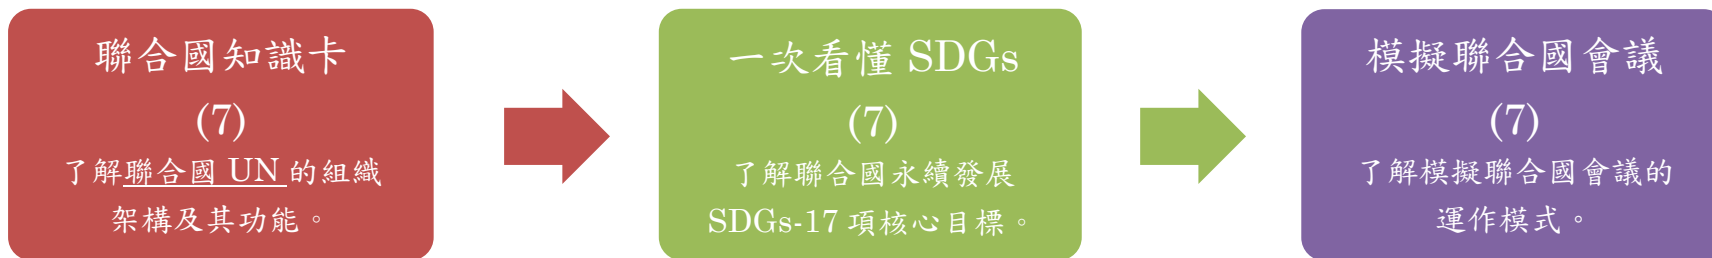 聯合國知識卡
(7)
了解聯合國 UN 的組織
架構及其功能。
一次看懂 SDGs
(7)
了解聯合國永續發展
SDGs-17 項核心目標。
模擬聯合國會議
(7)
了解模擬聯合國會議的
運作模式。